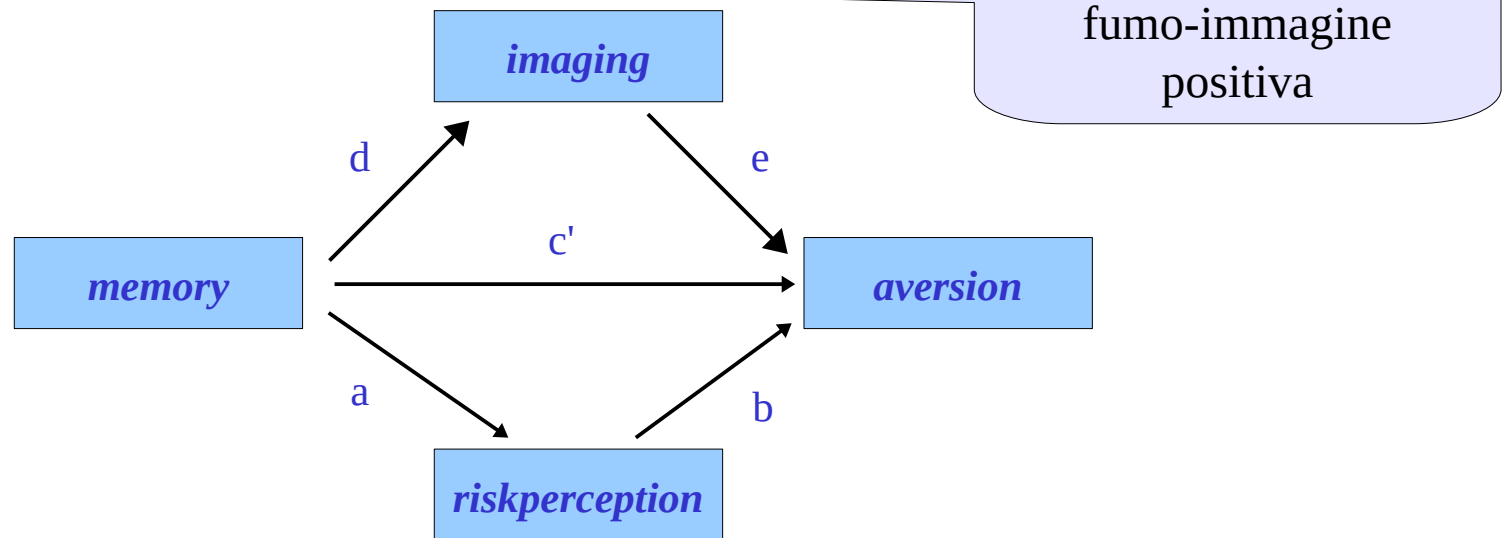 fumo-immagine
positiva
imaging
d
e
c'
memory
aversion
a
b
riskperception